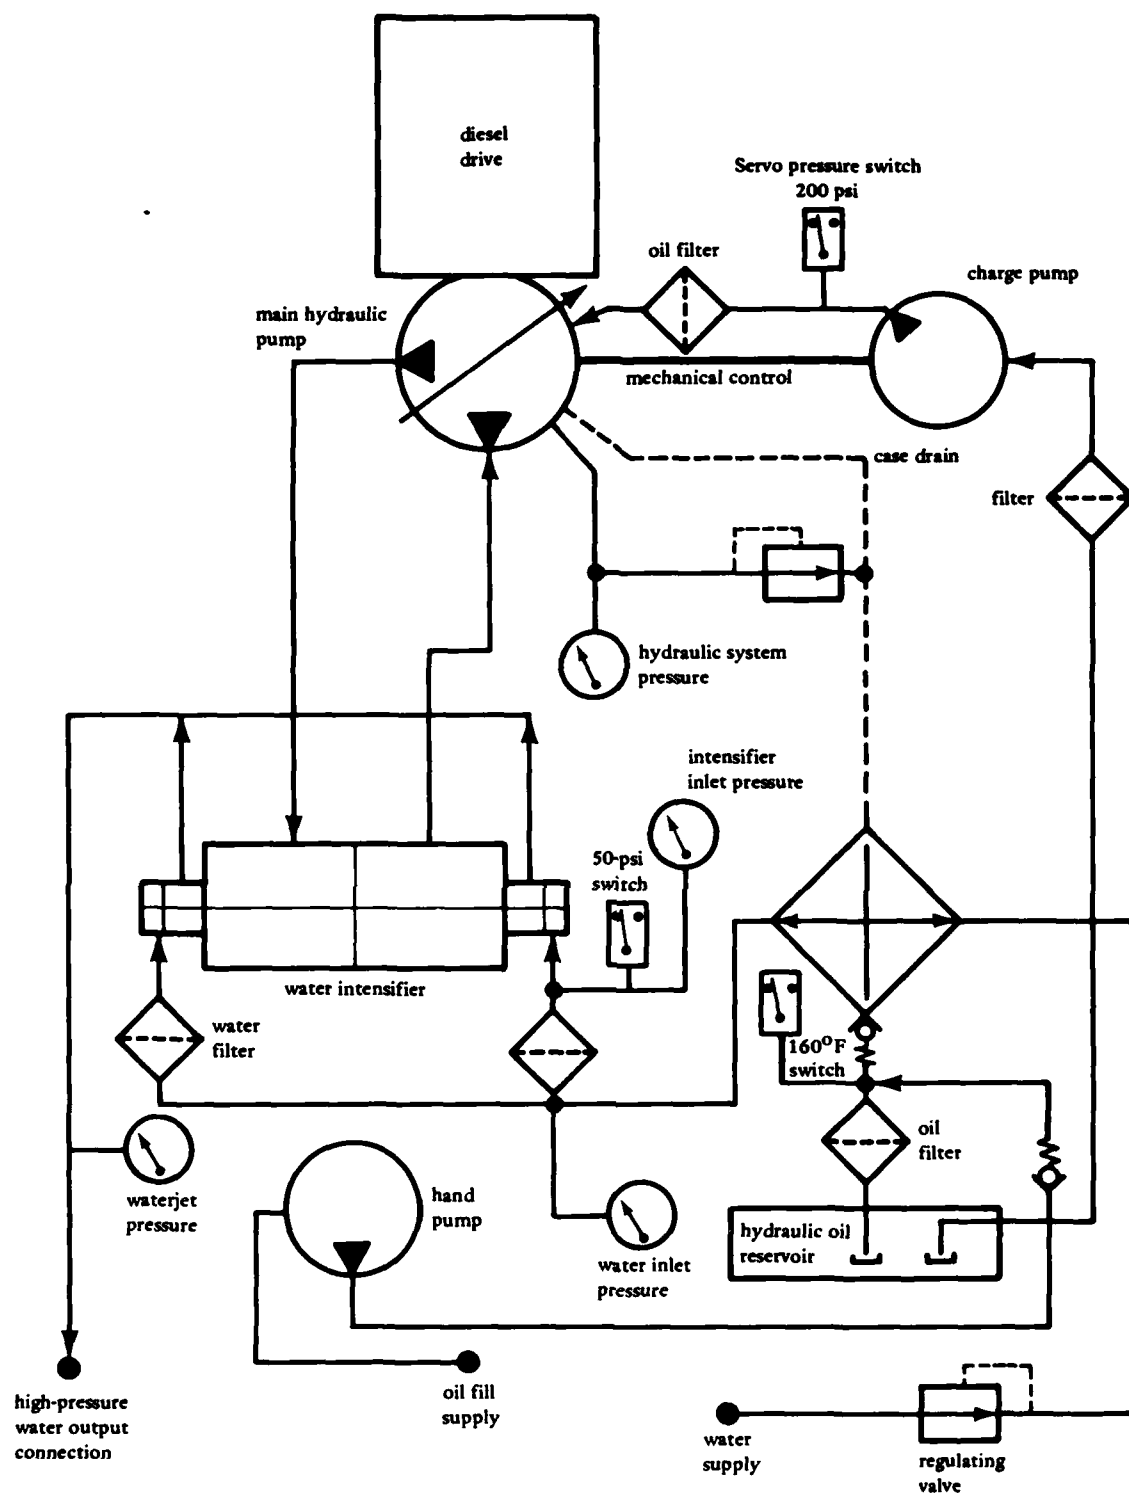 diesel
drive
Servo pressure switch
200 psi
oil filter
charge pump
main hydraulic
pump
mechanical control
case drain
filter
hydraulic system
pressure
intensifier
inlet pressure
50-psi
switch
water intensifier
water
filter
160°F
switch
oil
filter
waterjet
pressure
hand
pump
hydraulic oil
reservoir
water inlet
pressure
high-pressure
water output
connection
oil fill
supply
water
supply
regulating
valve